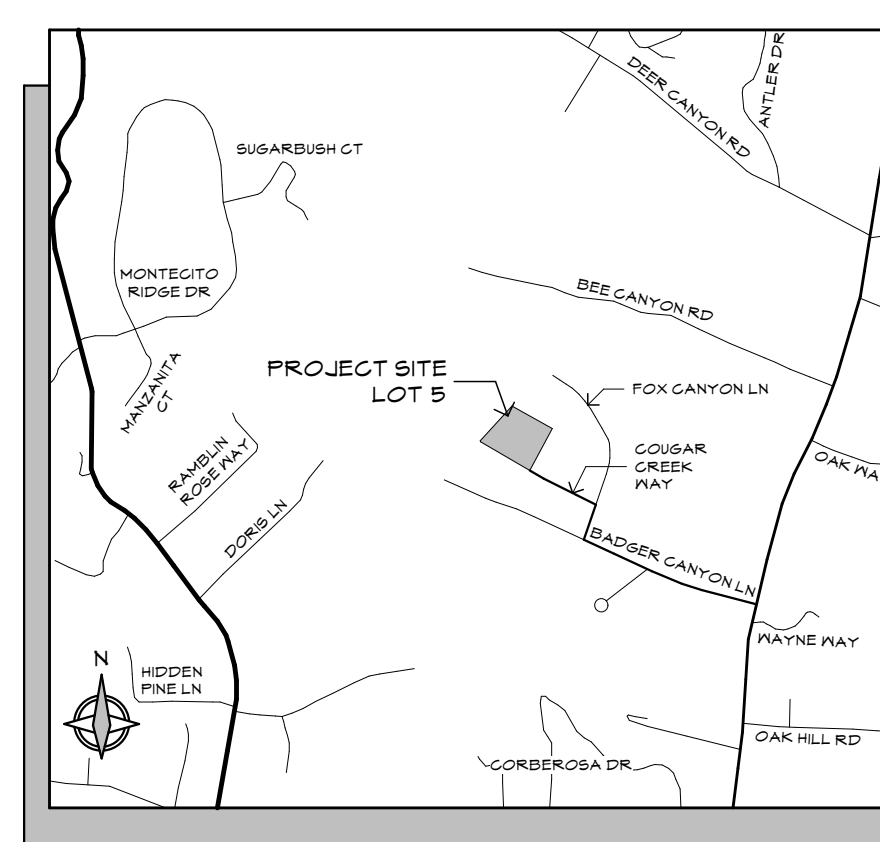 DEER CANYON RD
ANTLER DR
SUGARBUSH CT
MONTECITO
RIDGE DR
BEE CANYON RD
PROJECT SITE
LOT 5
FOX CANYON LN
MANZANITA
CT
RAMBLIN
ROSE WAY
COUGAR
CREEK
WAY
OAK WA
DORIS LN
BADGER CANYON LN
WAYNE WAY
N
HIDDEN
PINE LN
OAK HILL RD
CORBEROSA DR